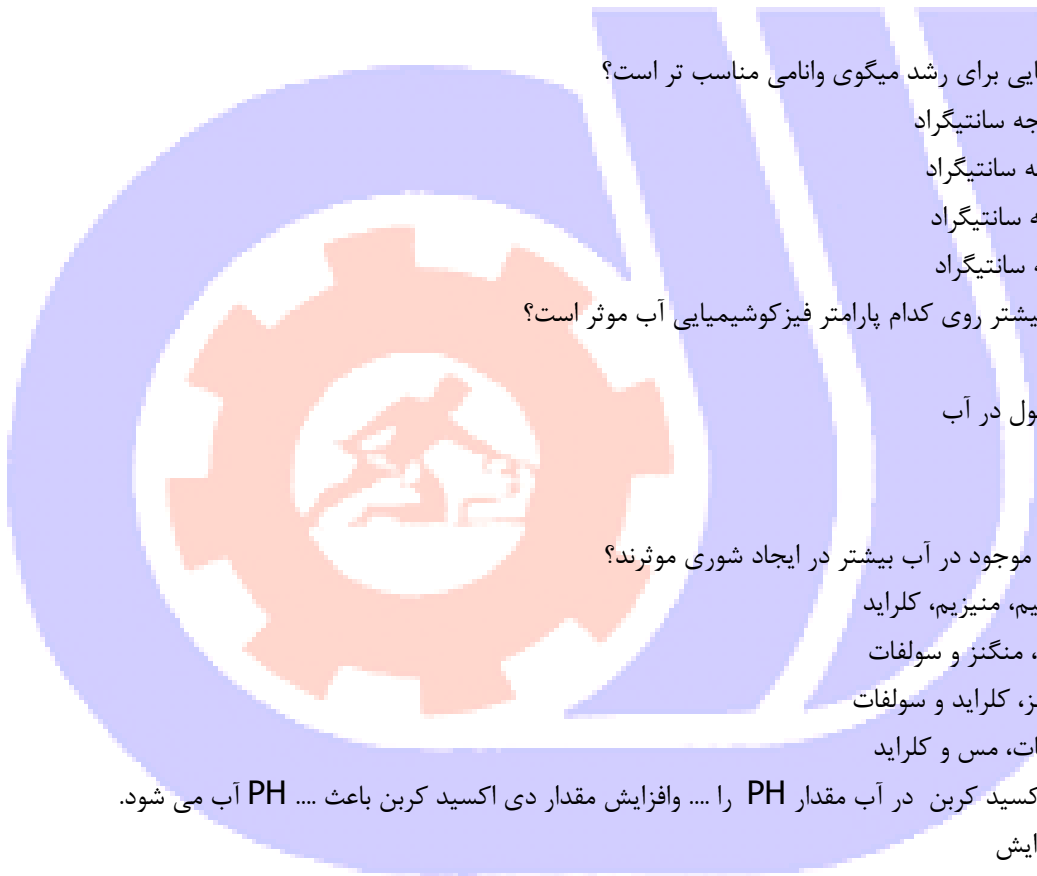 ایی برای رشد میگوی وانامی مناسب تر است؟
جه سانتیگراد
ه سانتیگراد
ه سانتیگراد
ه سانتیگراد
یشتر روی کدام پارامتر فیزکوشیمیایی آب موثر است؟
ول در آب
موجود در آب بیشتر در ایجاد شوری موثرند؟
یم، منیزیم، کلراید
، منگنز و سولفات
ز، کلراید و سولفات
ات، مس و کلراید
کسید کربن در آب مقدار PH را .... وافزایش مقدار دی اکسید کربن باعث .... PH آب می شود.
ایش